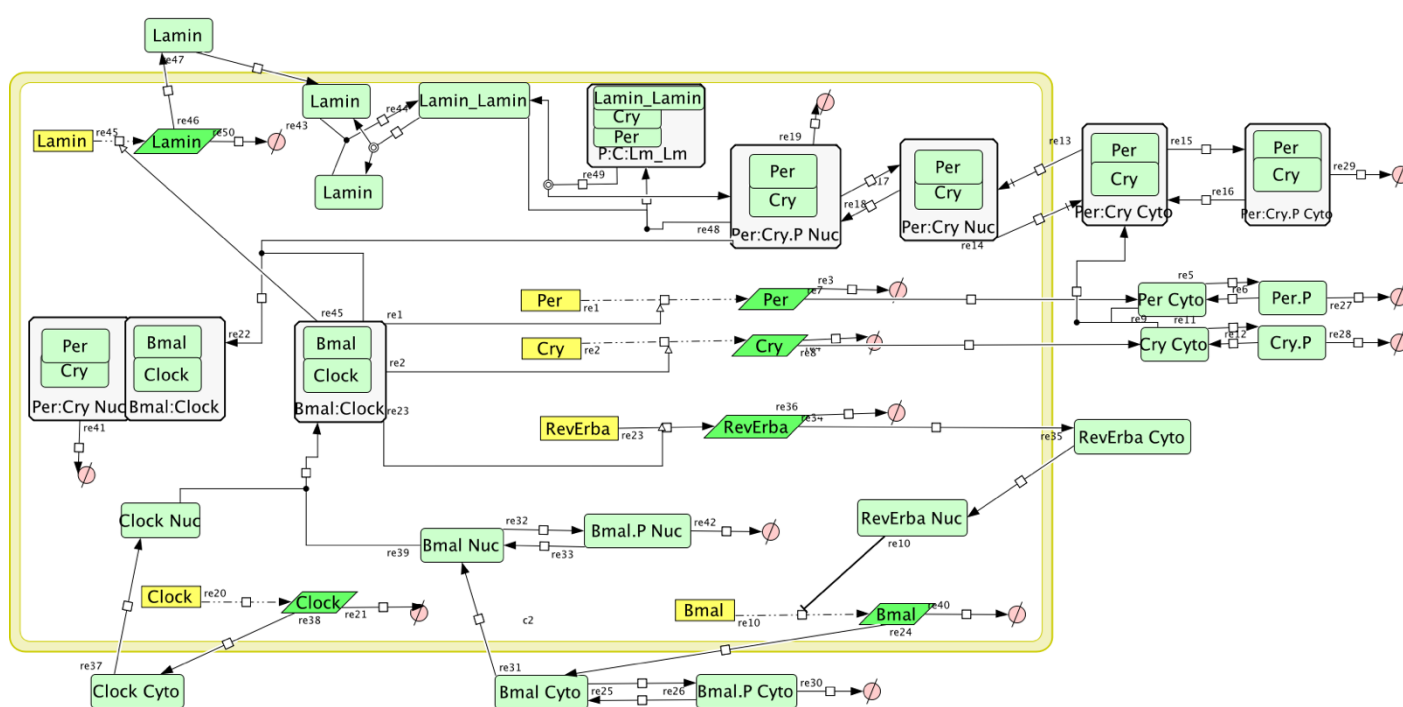 Lamin
re47
Lamin
re44
Lamin_Lamin
Lamin_Lamin
Cry
Per
P:C:Lm_Lm
re19
re46
Lamin
re45
Lamin
re50
re43
Lamin
re49
Per
Cry
Per:Cry.P Nuc
re48
re18
Per
Cry
Per:Cry Nuc
re14
re13
Per
Cry
Per:Cry Cyto
re15
re16
Per
Cry
Per:Cry.P Cyto
re29
Per
re1
Per
re3
re7
Per Cyto
re5
re6
Per.P
re27
re9
Cry
re2
Cry
re8
Cry Cyto
re11
re12
Cry.P
re28
Per
Cry
Per:Cry Nuc
re41
Bmal
Clock
Bmal:Clock
re22
re45
re1
Bmal
Clock
Bmal:Clock
re2
re23
RevErba
re23
RevErba
re36
re34
re35
RevErba Cyto
Clock Nuc
re39
Bmal Nuc
re32
re33
Bmal.P Nuc
re42
RevErba Nuc
re10
Clock
re20
Clock
re21
re38
c2
Bmal
re10
Bmal
re40
re24
re37
Clock Cyto
re31
Bmal Cyto
re25
re26
Bmal.P Cyto
re30